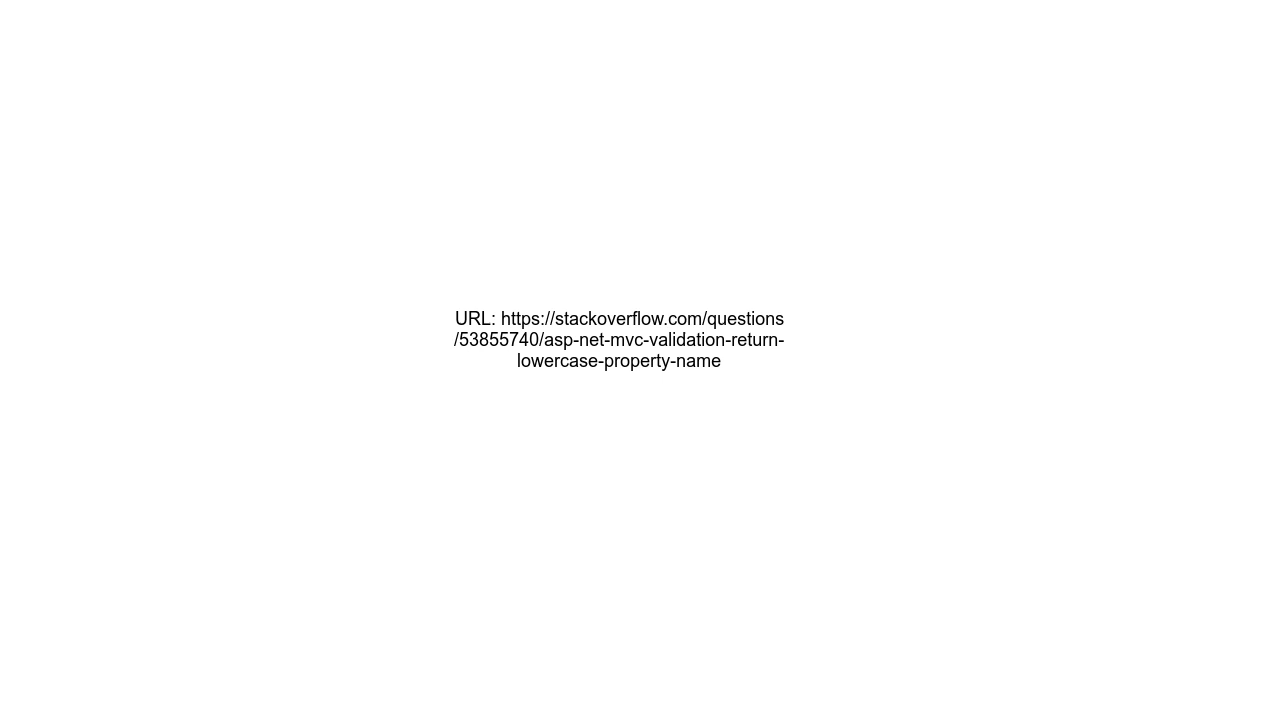 URL: https://stackoverflow.com/questions
/53855740/asp-net-mvc-validation-return-
lowercase-property-name